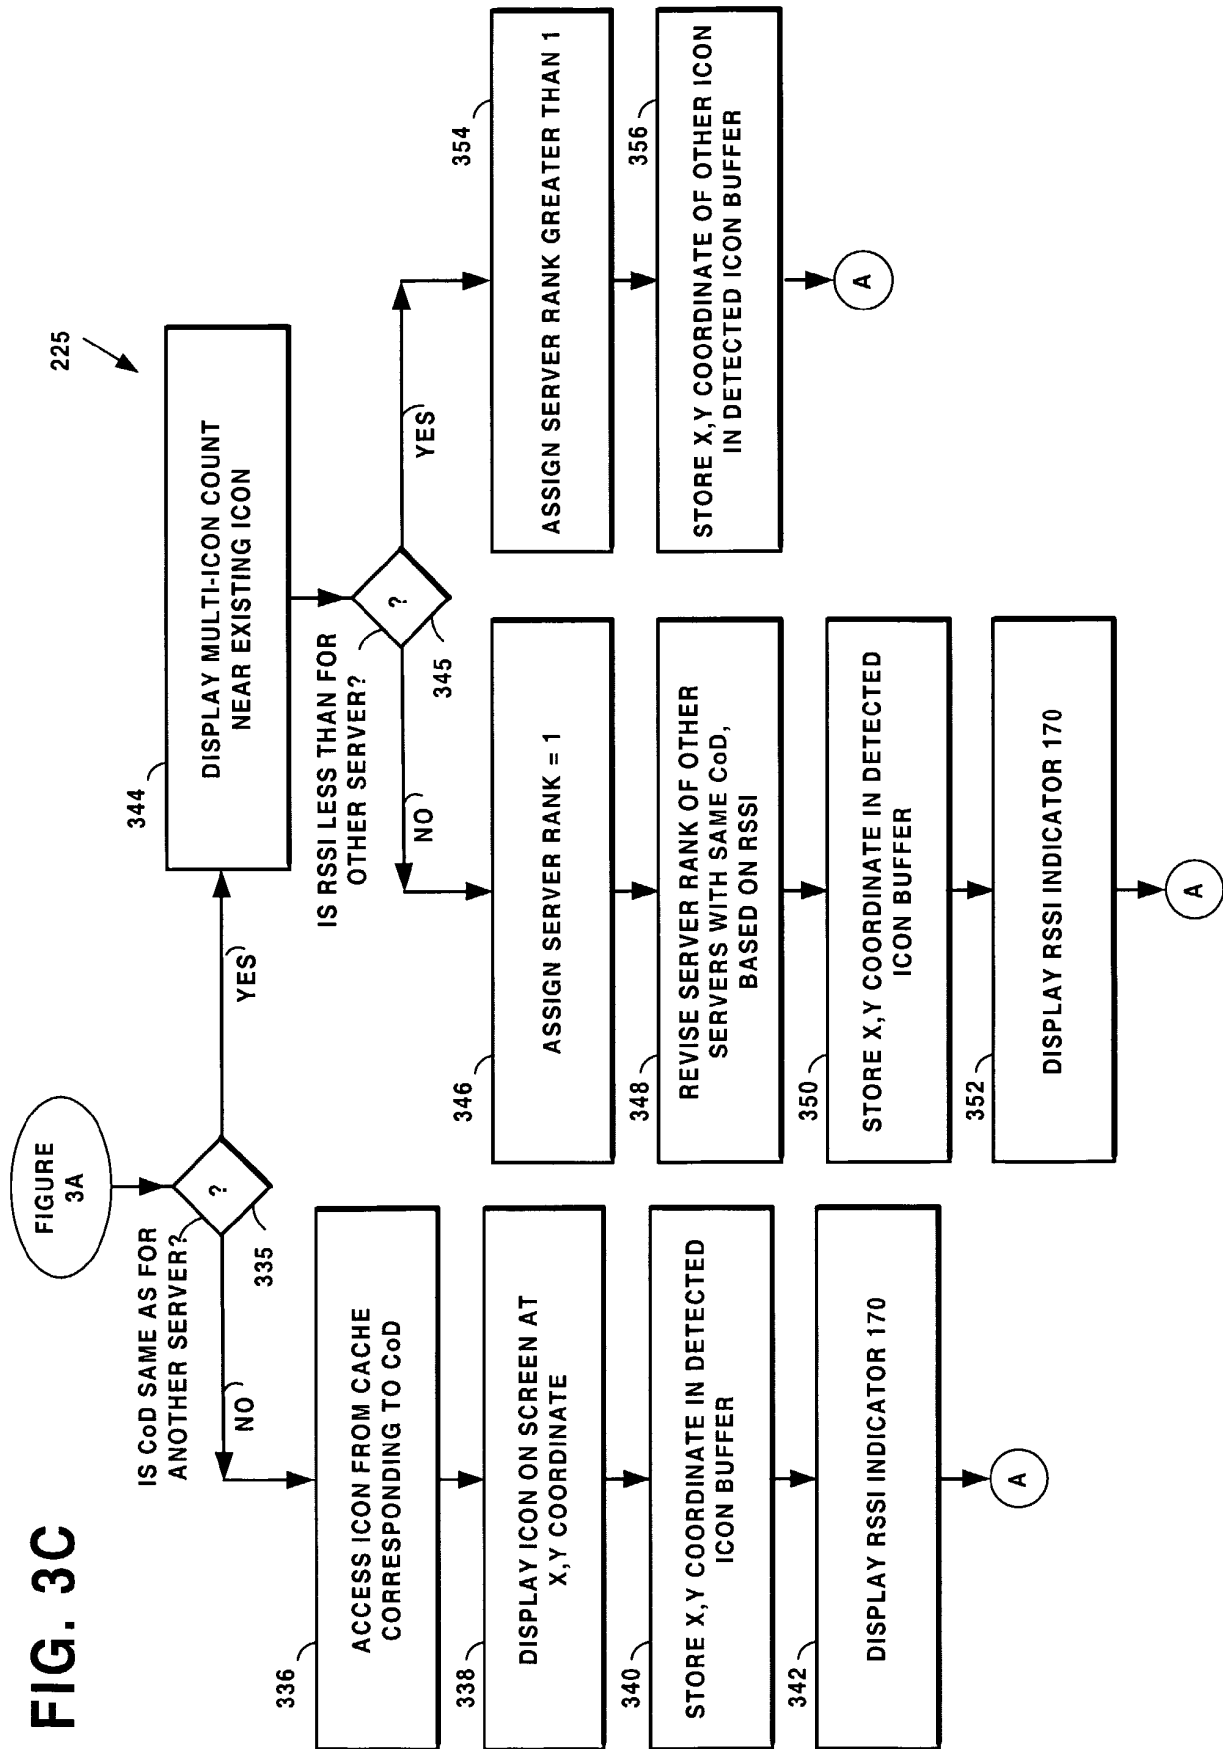 FIG. 3C
FIGURE
3A
IS CoD SAME AS FOR
ANOTHER SERVER?
?
335
NO
YES
336
ACCESS ICON FROM CACHE
CORRESPONDING TO CoD
338
DISPLAY ICON ON SCREEN AT
X,Y COORDINATE
340
STORE X,Y COORDINATE IN DETECTED
ICON BUFFER
342
DISPLAY RSSI INDICATOR 170
A
225
344
DISPLAY MULTI-ICON COUNT
NEAR EXISTING ICON
IS RSSI LESS THAN FOR
OTHER SERVER?
?
345
NO
YES
346
ASSIGN SERVER RANK = 1
348
REVISE SERVER RANK OF OTHER
SERVERS WITH SAME CoD,
BASED ON RSSI
350
STORE X,Y COORDINATE IN DETECTED
ICON BUFFER
352
DISPLAY RSSI INDICATOR 170
A
354
ASSIGN SERVER RANK GREATER THAN 1
356
STORE X,Y COORDINATE OF OTHER ICON
IN DETECTED ICON BUFFER
A